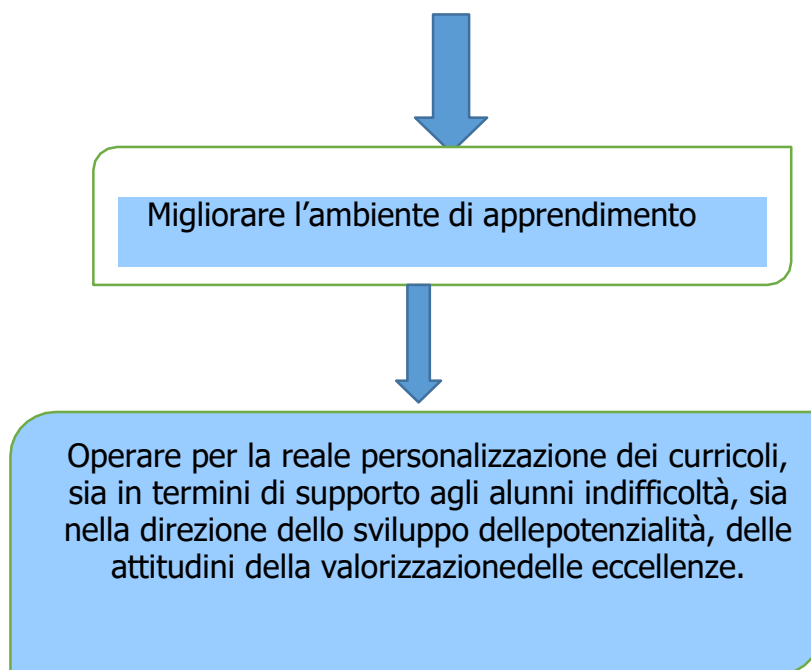 Migliorare l’ambiente di apprendimento
Operare per la reale personalizzazione dei curricoli,
sia in termini di supporto agli alunni indifficoltà, sia
nella direzione dello sviluppo dellepotenzialità, delle
attitudini della valorizzazionedelle eccellenze.